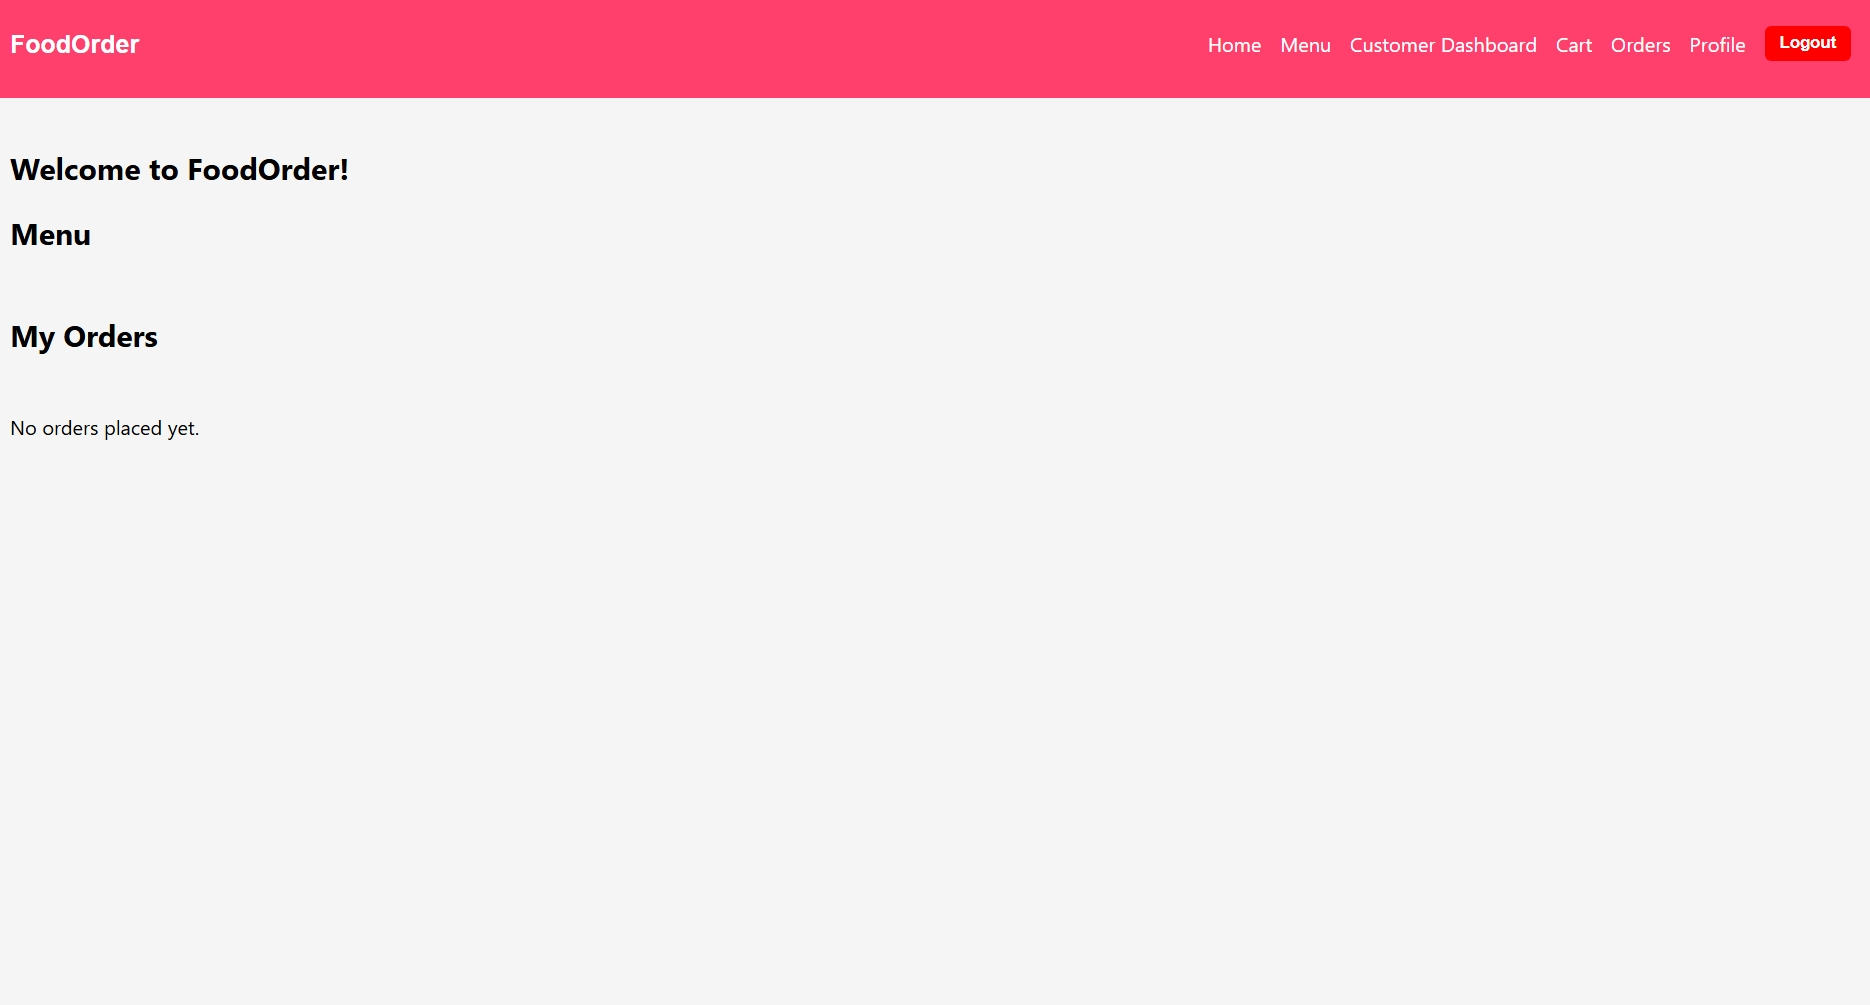 FoodOrder
Home Menu Customer Dashboard Cart Orders Profile Logout
Welcome to FoodOrder!
Menu
My Orders
No orders placed yet.